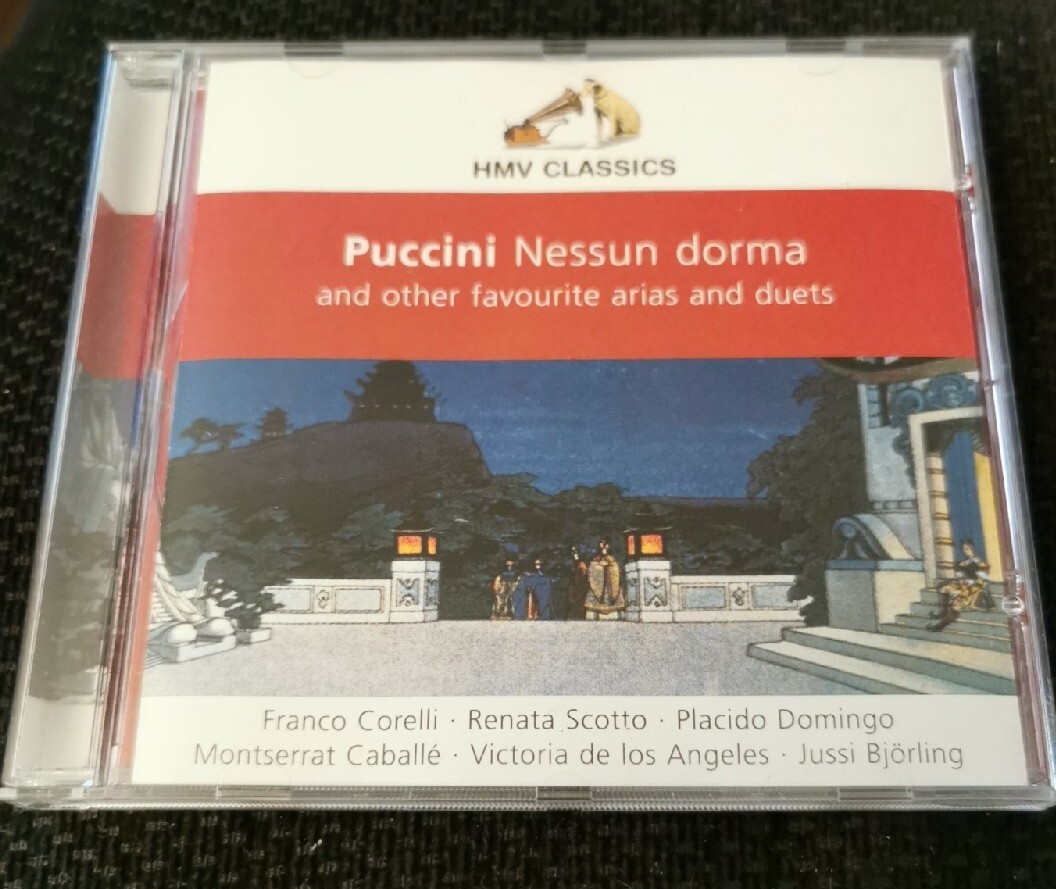 HMV CLASSICS
Puccini Nessun dorma
and other favourite arias and duets
Franco Corelli · Renata Scotto · Placido Domingo
Montserrat Caballé · Victoria de los Angeles · Jussi Björling